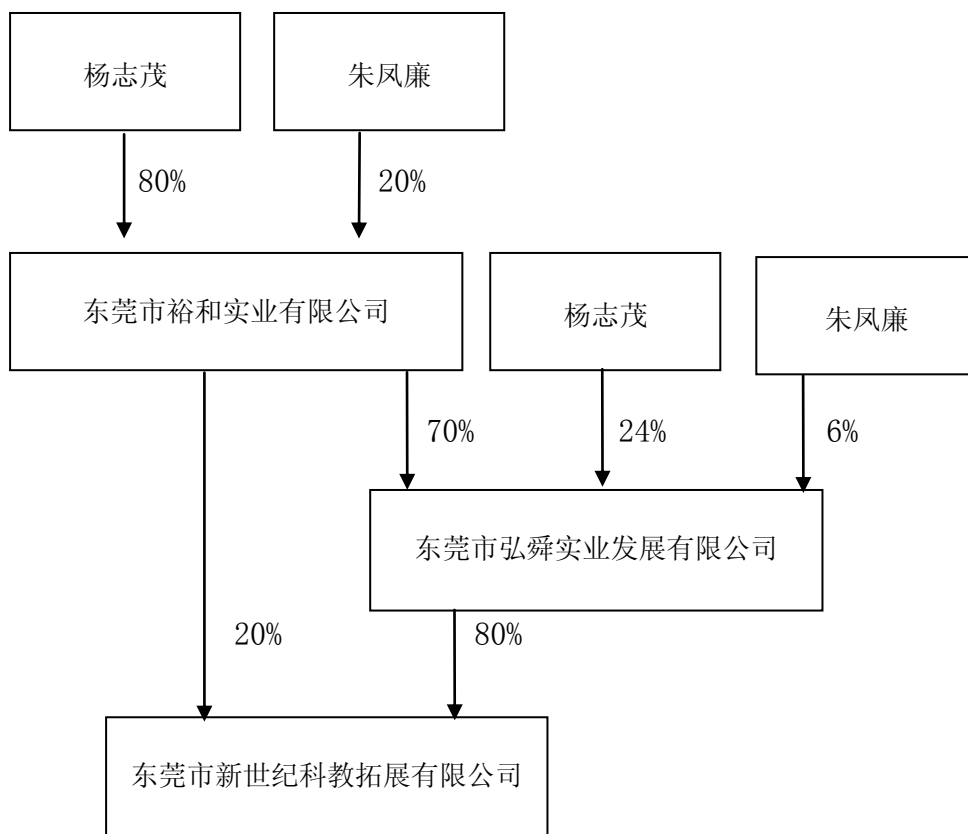 杨志茂
朱凤廉
80%
20%
东莞市裕和实业有限公司
杨志茂
朱凤廉
70%
24%
6%
东莞市弘舜实业发展有限公司
20%
80%
东莞市新世纪科教拓展有限公司